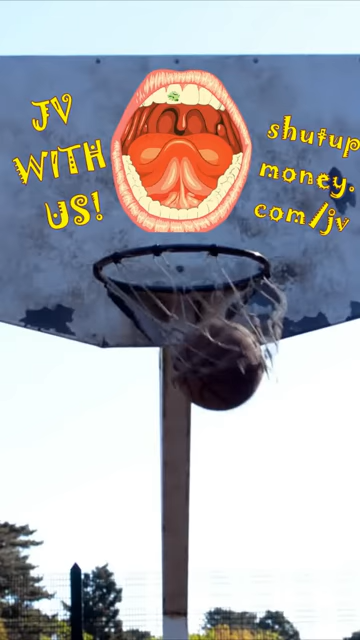 JV
WITH
US!
shutup
money.
com/jv